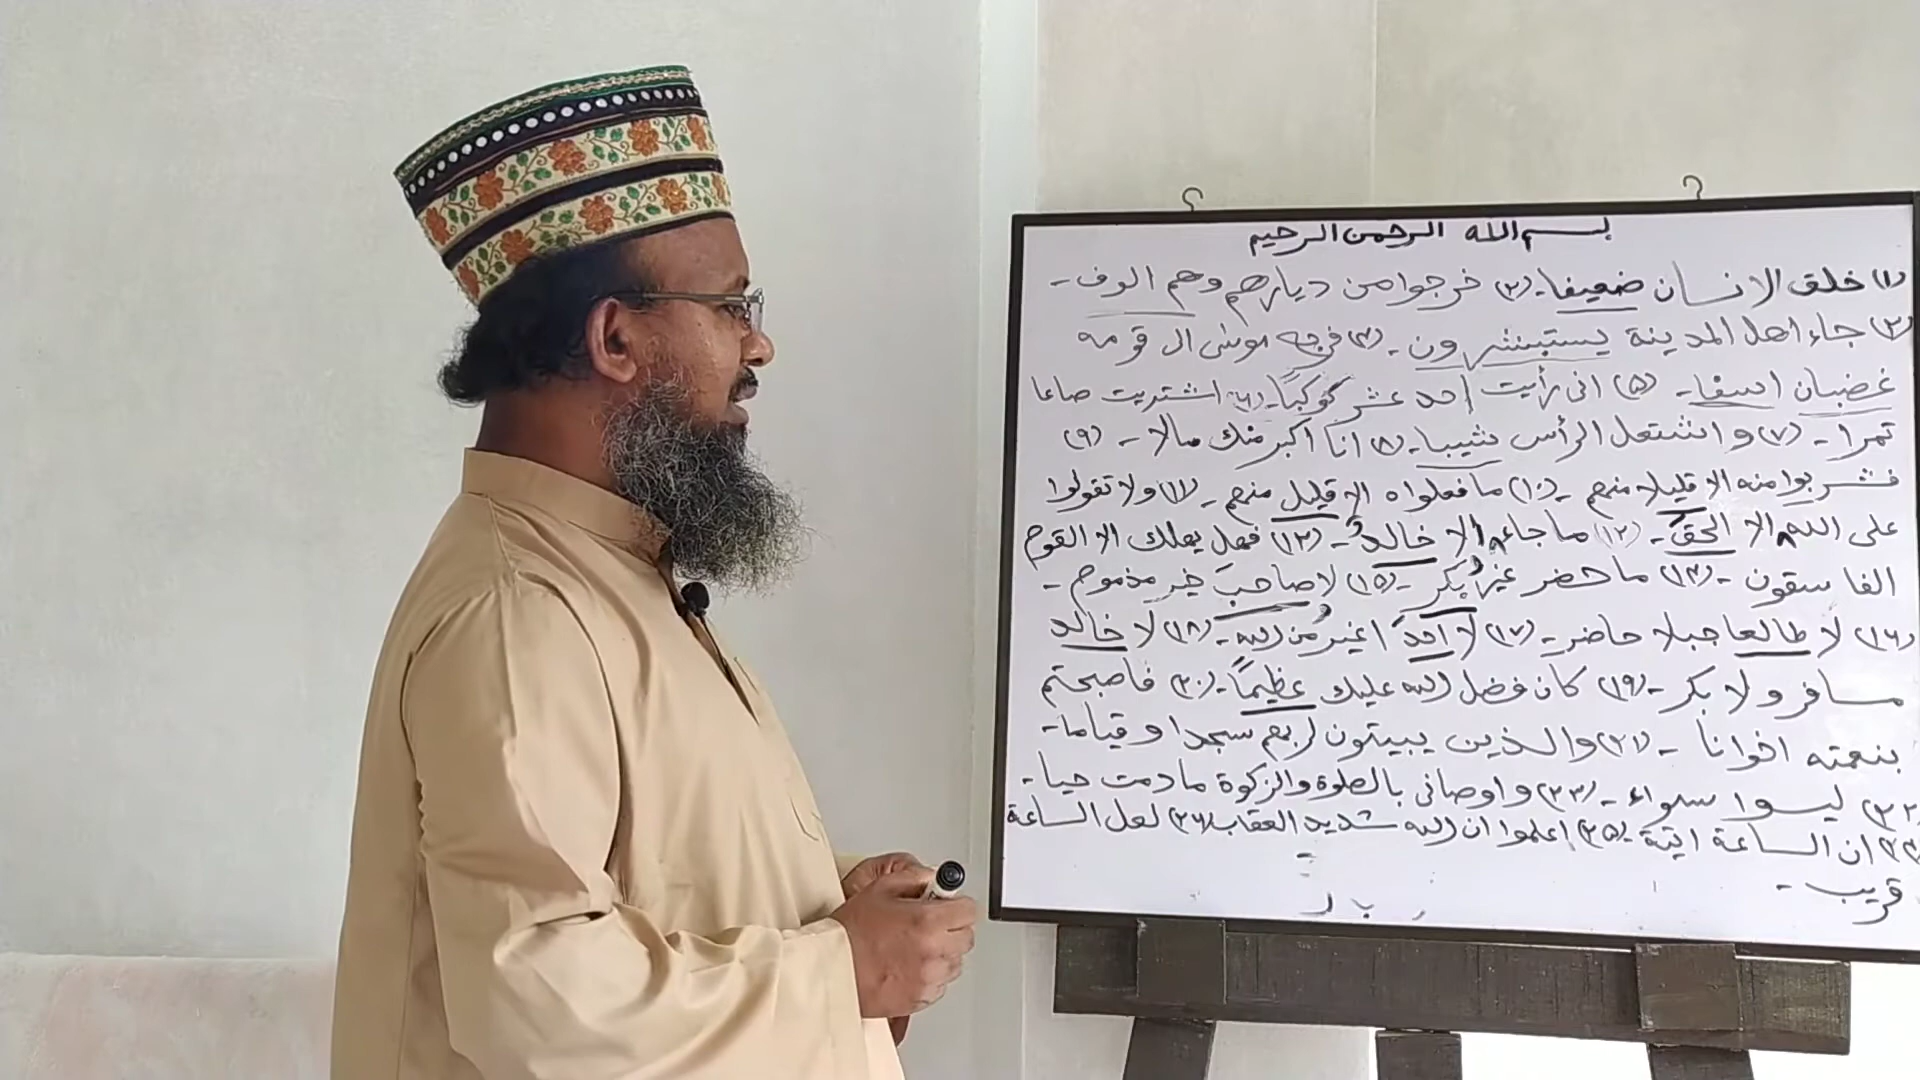 بسم الله الرحمن الرحيم
(١) خلق الانسان ضعيفا - (٢) خرجوا من ديارهم وهم الوف -
(٣) جاء اهل المدينة يستبشرون - (٤) فرجع موسى الى قومه
غضبان اسفا - (٥) انى رأيت احد عشر كوكبًا - (٦) اشتريت صاعا
تمرا - (٧) واشتعل الرأس شيبا - (٨) انا اكبر منك مالا - (٩)
فشربوا منه الا قليلا منهم - (١٠) ما فعلواه الا قليل منهم - (١١) ولا تقولوا
على الله الا الحقَّ - (١٢) ما جاء الا خالدٌ - (١٣) فهل يهلك الا القوم
الفاسقون - (١٤) ما حضر غيرُ بكر - (١٥) لا صاحبَ خير مذموم -
(١٦) لا طالعا جبلا حاضر - (١٧) لا احدَ اغيرُ من الله - (١٨) لا خالد
مسافر ولا بكر - (١٩) كان فضل الله عليك عظيمًا - (٢٠) فاصبحتم
بنعمته اخوانا - (٢١) والذين يبيتون لربهم سجدا وقياما -
(٢٢) ليسوا سواء - (٢٣) واوصانى بالصلوة والزكوة ما دمت حيا -
(٢٤) ان الساعة اتية - (٢٥) اعلموا ان الله شديد العقاب (٢٦) لعل الساعة
قريب -